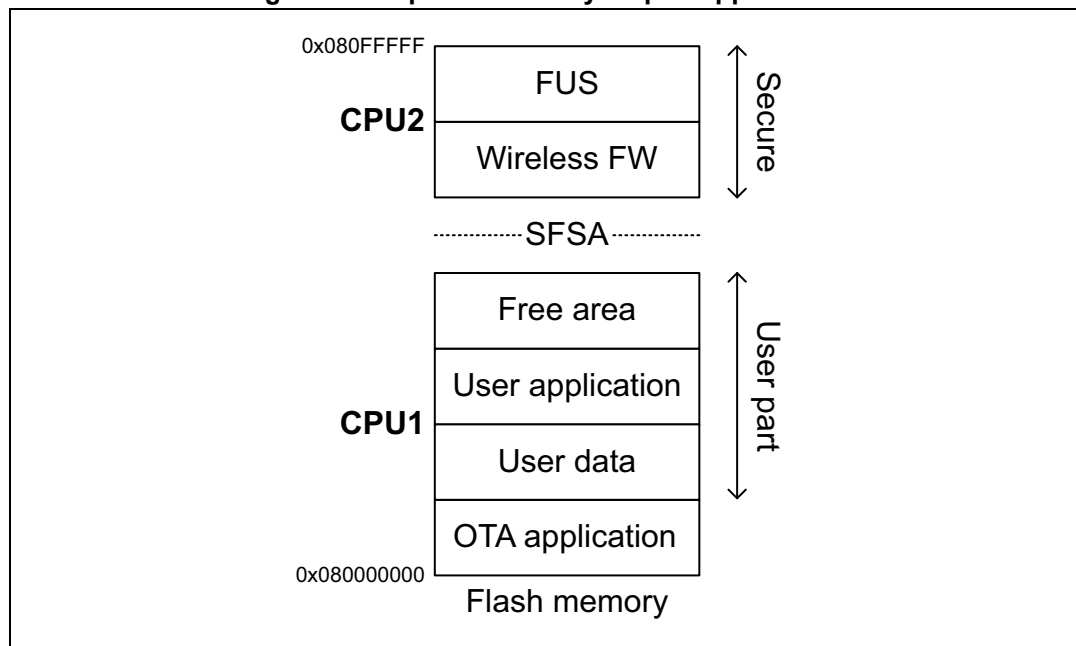 0x080FFFFF
FUS
CPU2
Wireless FW
Secure
SFSA
Free area
User application
CPU1
User data
User part
OTA application
0x080000000
Flash memory